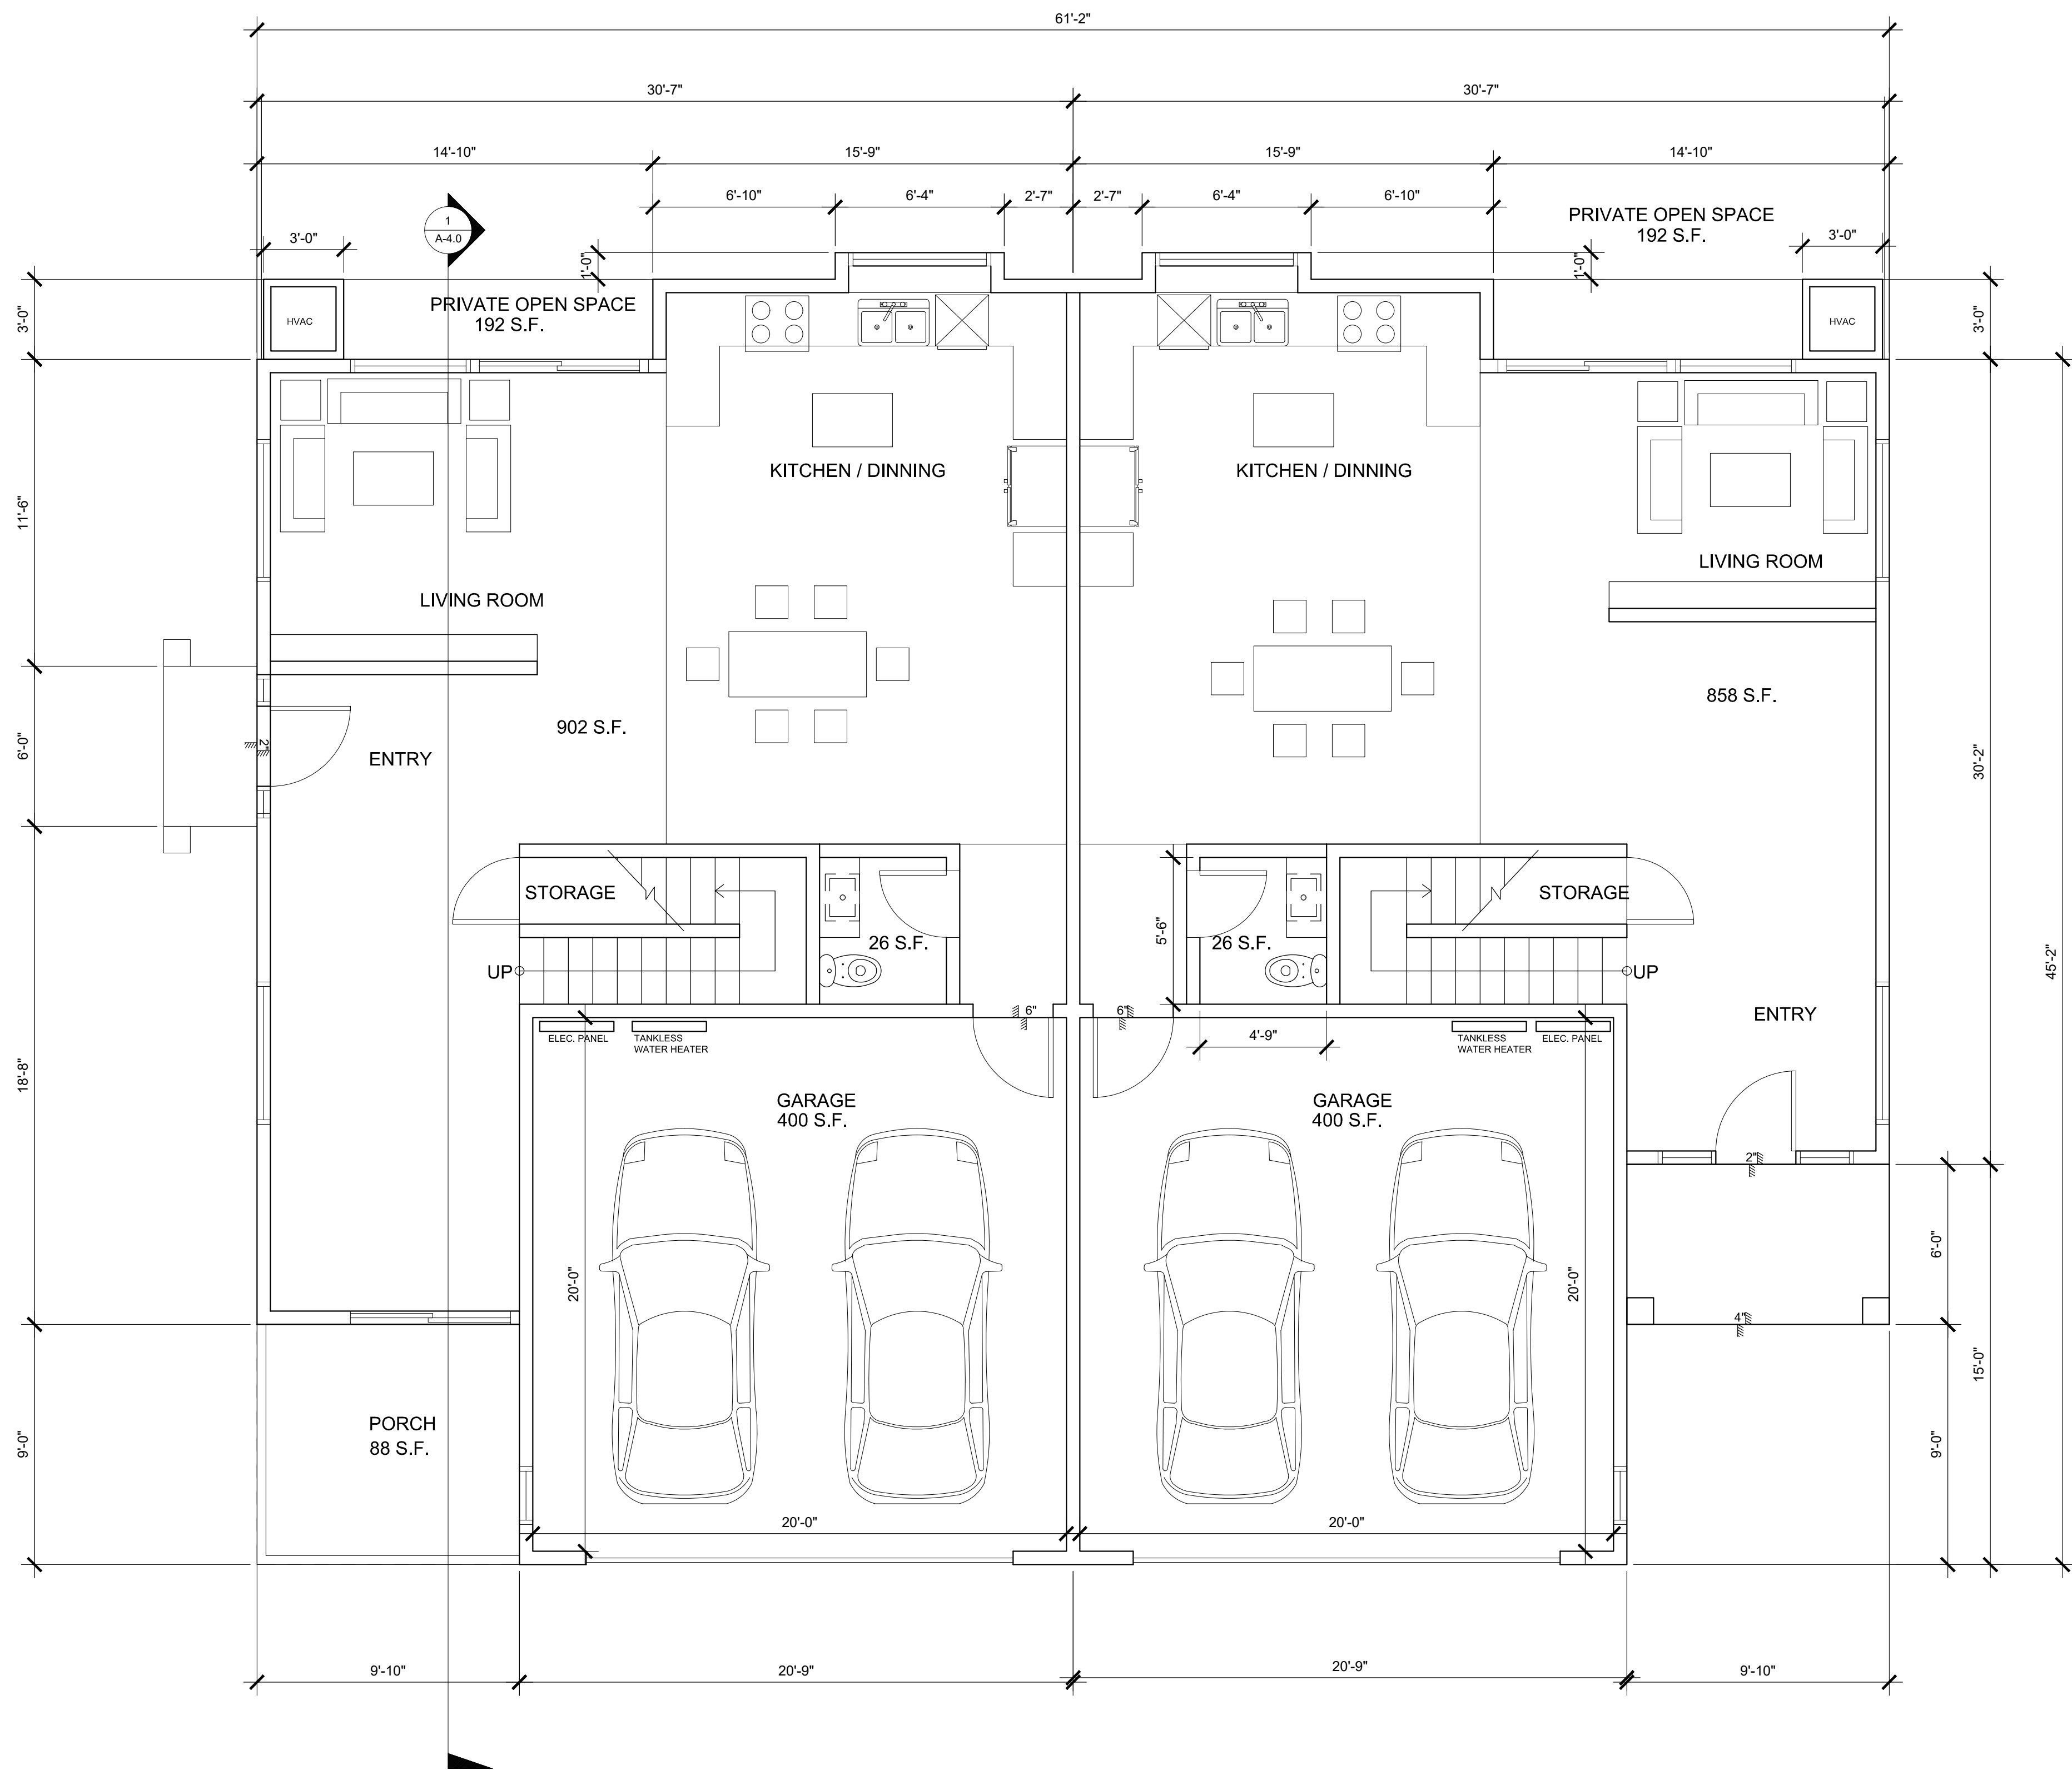 61'-2"
30'-7"
30'-7"
14'-10"
15'-9"
15'-9"
14'-10"
6'-10"
6'-4"
2'-7"
2'-7"
6'-4"
6'-10"
PRIVATE OPEN SPACE
192 S.F.
1
A-4.0
3'-0"
3'-0"
1'-0"
1'-0"
3'-0"
HVAC
PRIVATE OPEN SPACE
192 S.F.
HVAC
3'-0"
KITCHEN / DINNING
KITCHEN / DINNING
11'-6"
LIVING ROOM
LIVING ROOM
902 S.F.
858 S.F.
6'-0"
2"
ENTRY
30'-2"
STORAGE
STORAGE
26 S.F.
5'-6"
26 S.F.
UP
UP
45'-2"
6"
6"
ENTRY
ELEC. PANEL
TANKLESS
WATER HEATER
4'-9"
TANKLESS
WATER HEATER
ELEC. PANEL
18'-8"
GARAGE
400 S.F.
GARAGE
400 S.F.
2"
6'-0"
20'-0"
20'-0"
4"
15'-0"
PORCH
88 S.F.
9'-0"
9'-0"
20'-0"
20'-0"
9'-10"
20'-9"
20'-9"
9'-10"